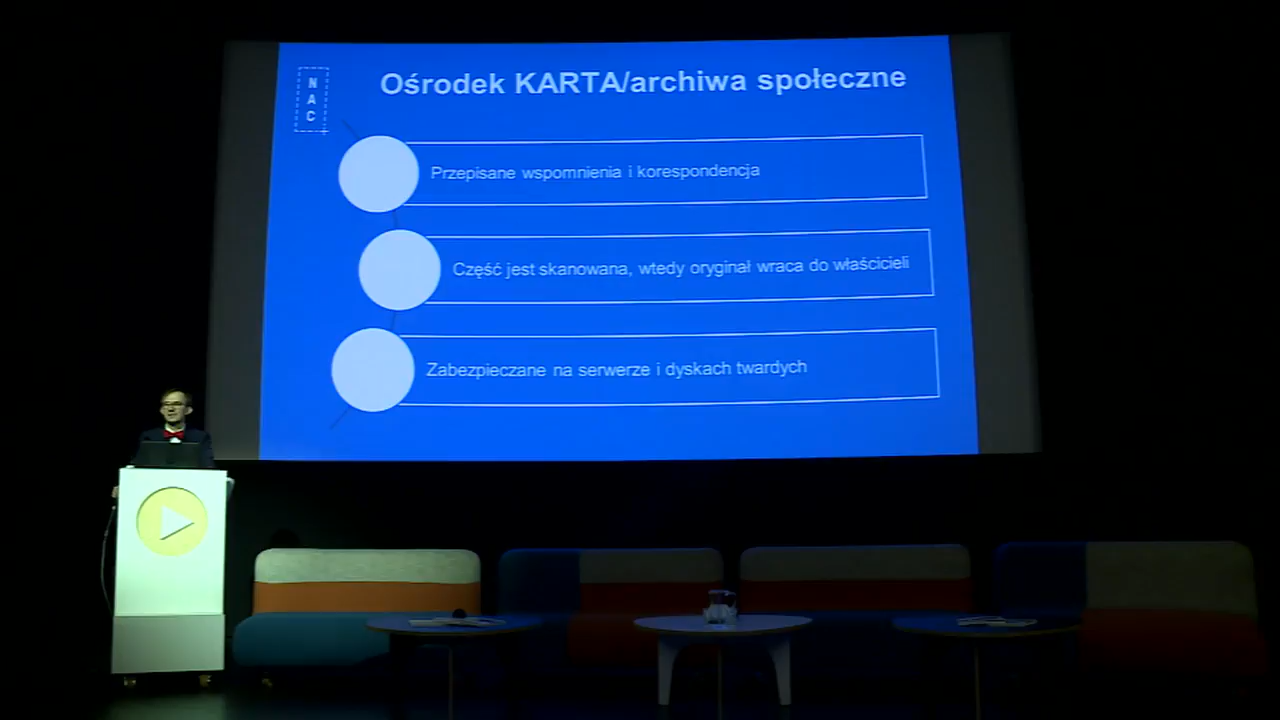 N
A
C
Ośrodek KARTA/archiwa społeczne
Przepisane wspomnienia i korespondencja
Część jest skanowana, wtedy oryginał wraca do właścicieli
Zabezpieczane na serwerze i dyskach twardych